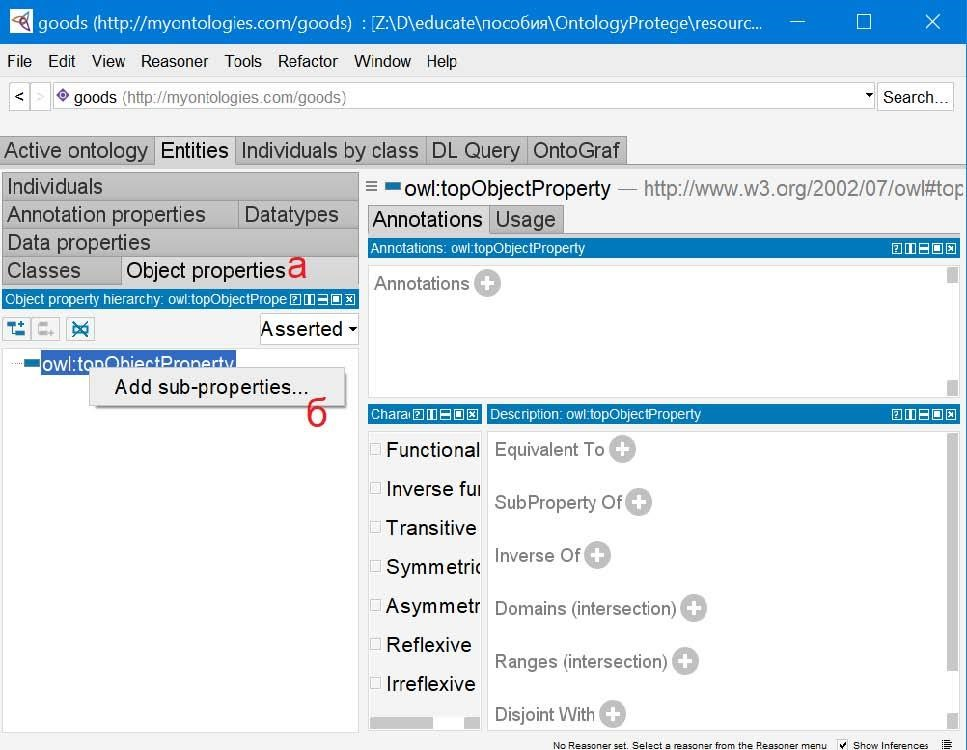 goods (http://myontologies.com/goods) : [Z:\D\educate\пособия\OntologyProtege\resourc...
File Edit View Reasoner Tools Refactor Window Help
< > goods (http://myontologies.com/goods) Search...
Active ontology Entities Individuals by class DL Query OntoGraf
Individuals
Annotation properties Datatypes
Data properties
Classes Object properties а
Object property hierarchy: owl:topObjectPrope
Asserted
owl:topObjectProperty
Add sub-properties...
б
owl:topObjectProperty — http://www.w3.org/2002/07/owl#top
Annotations Usage
Annotations: owl:topObjectProperty
Annotations
Chara
Functional
Inverse fu
Transitive
Symmetric
Asymmetr
Reflexive
Irreflexive
Description: owl:topObjectProperty
Equivalent To
SubProperty Of
Inverse Of
Domains (intersection)
Ranges (intersection)
Disjoint With
No Reasoner set. Select a reasoner from the Reasoner menu Show Inferences